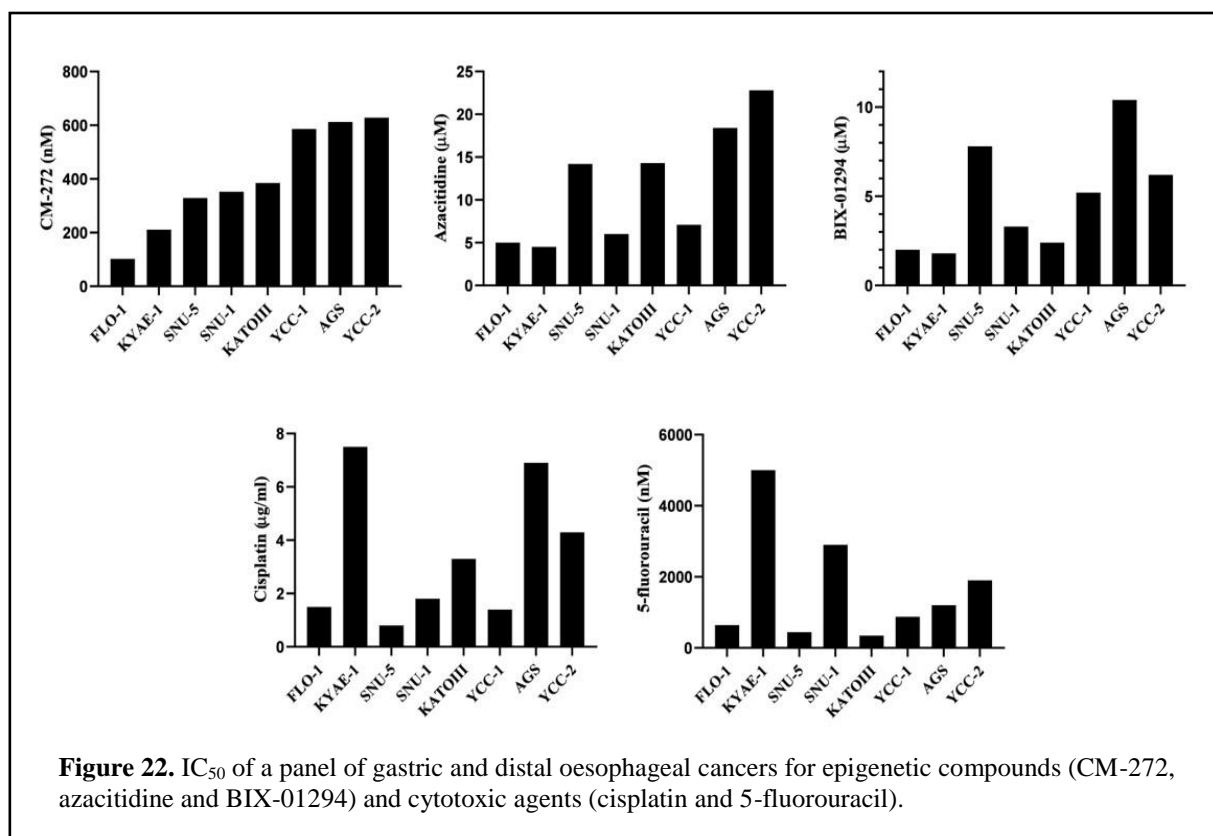 CM-272 (nM)
800
600
400
200
0
FLO-1
KYAE-1
SNU-5
SNU-1
KATOIII
YCC-1
AGS
YCC-2
Azacitidine (μM)
25
20
15
10
5
0
FLO-1
KYAE-1
SNU-5
SNU-1
KATOIII
YCC-1
AGS
YCC-2
BIX-01294 (μM)
10
5
0
FLO-1
KYAE-1
SNU-5
SNU-1
KATOIII
YCC-1
AGS
YCC-2
Cisplatin (μg/ml)
8
6
4
2
0
FLO-1
KYAE-1
SNU-5
SNU-1
KATOIII
YCC-1
AGS
YCC-2
5-fluorouracil (nM)
6000
4000
2000
0
FLO-1
KYAE-1
SNU-5
SNU-1
KATOIII
YCC-1
AGS
YCC-2
Figure 22. IC50 of a panel of gastric and distal oesophageal cancers for epigenetic compounds (CM-272,
azacitidine and BIX-01294) and cytotoxic agents (cisplatin and 5-fluorouracil).